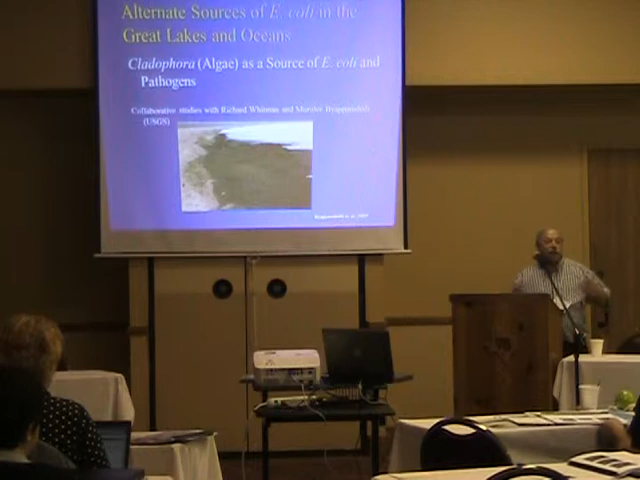 Alternate Sources of E. coli in the
Great Lakes and Oceans
Cladophora (Algae) as a Source of E. coli and
Pathogens
Collaborative studies with Richard Whitman and
(USGS)